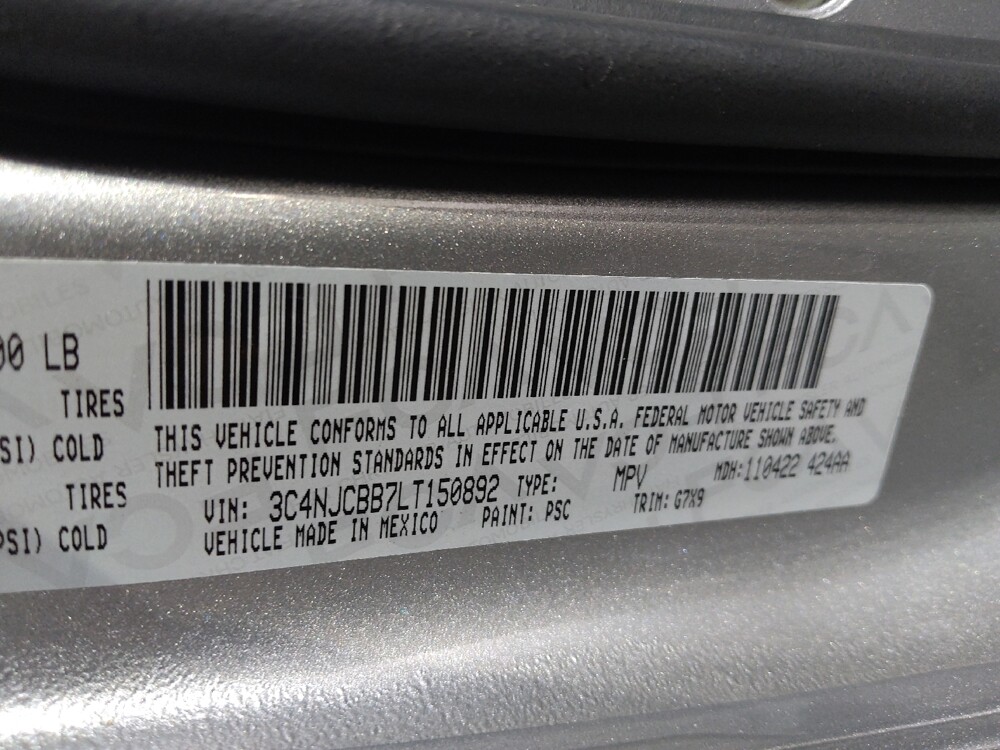 00 LB
TIRES
SI) COLD
TIRES
PSI) COLD
THIS VEHICLE CONFORMS TO ALL APPLICABLE U.S.A. FEDERAL MOTOR VEHICLE SAFETY AND
THEFT PREVENTION STANDARDS IN EFFECT ON THE DATE OF MANUFACTURE SHOWN ABOVE.
VIN: 3C4NJCBB7LT150892 TYPE: MPV MDH:110422 424AA
VEHICLE MADE IN MEXICO PAINT: PSC TRIM: G7X9